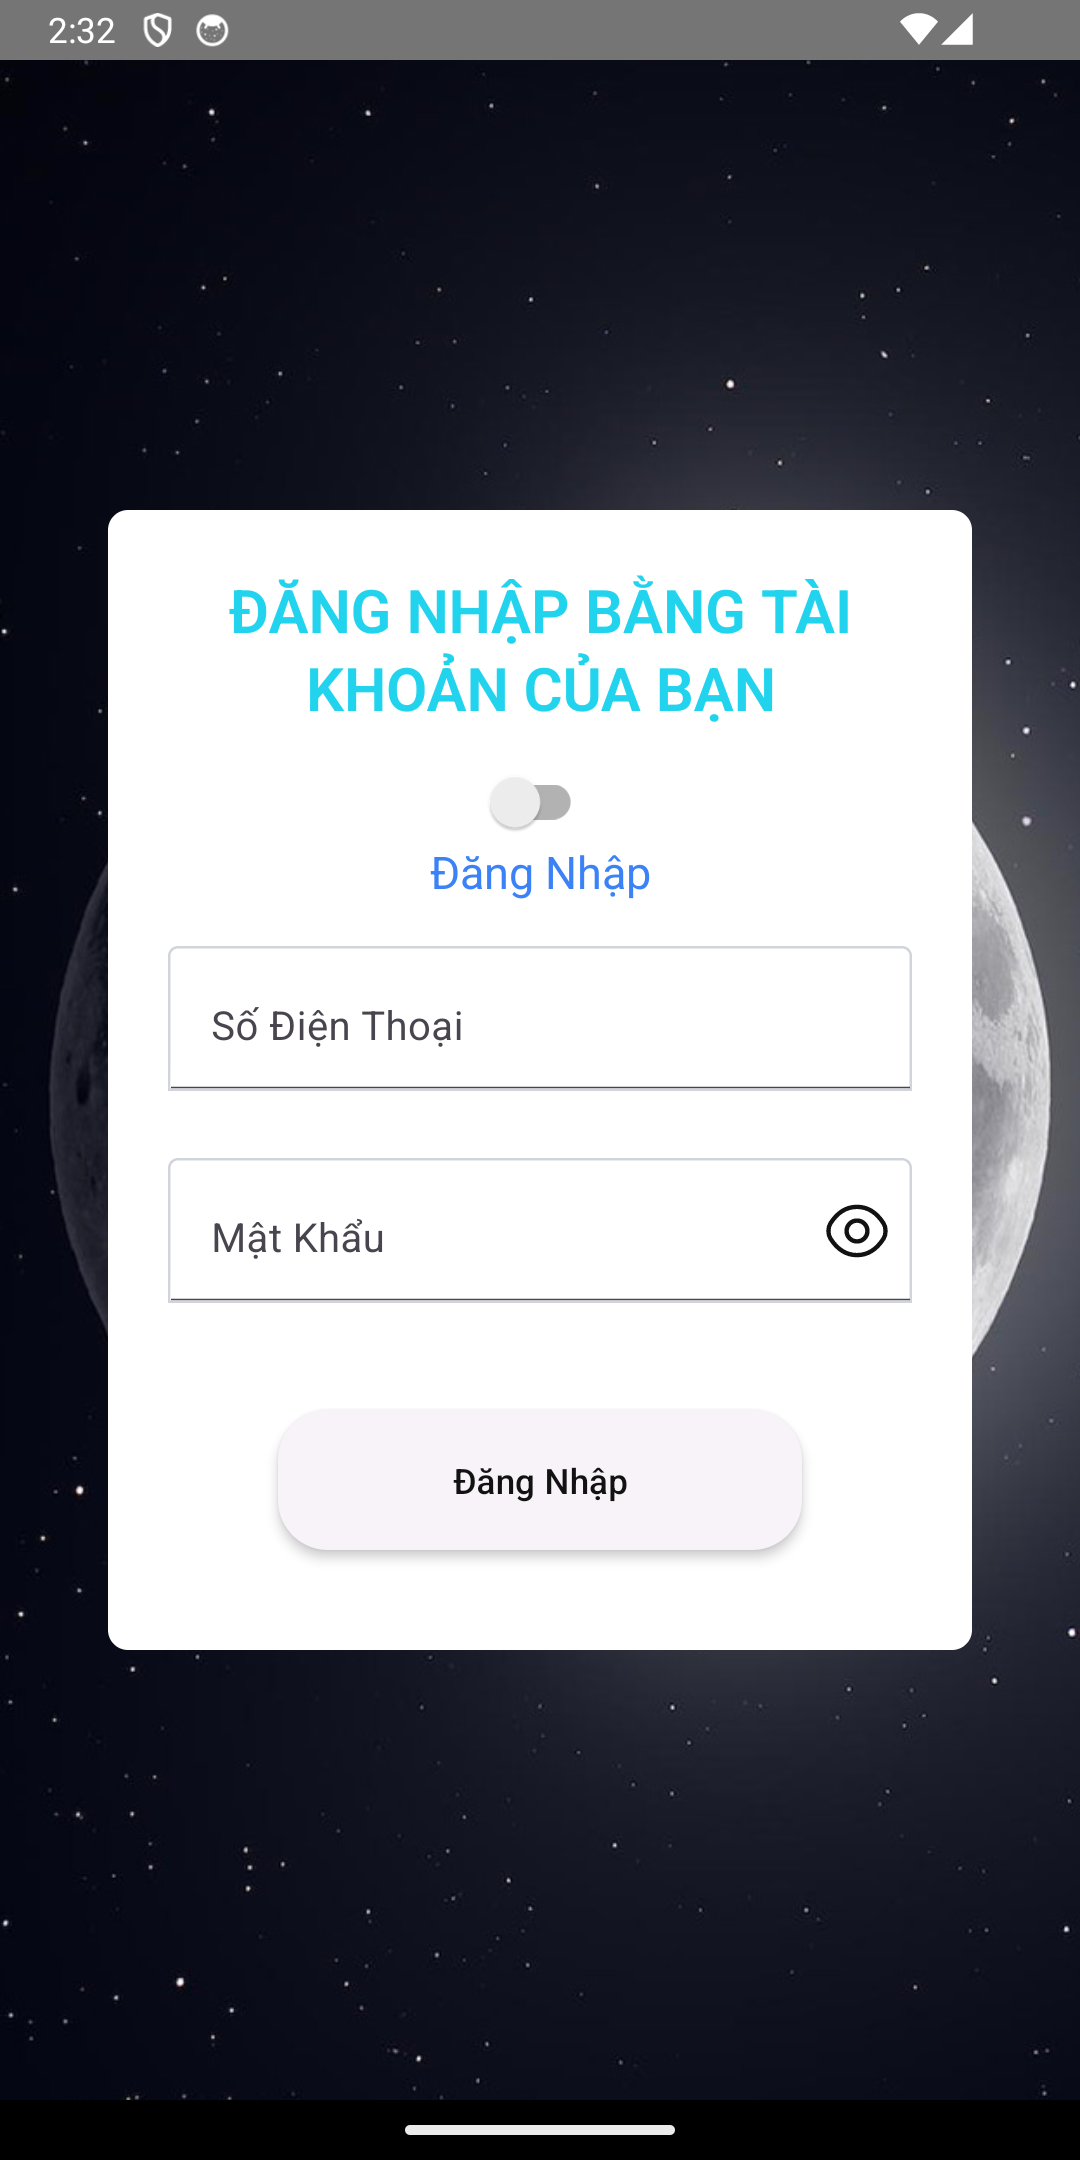 2:32
ĐĂNG NHẬP BẰNG TÀI
KHOẢN CỦA BẠN
Đăng Nhập
Số Điện Thoại
Mật Khẩu
Đăng Nhập